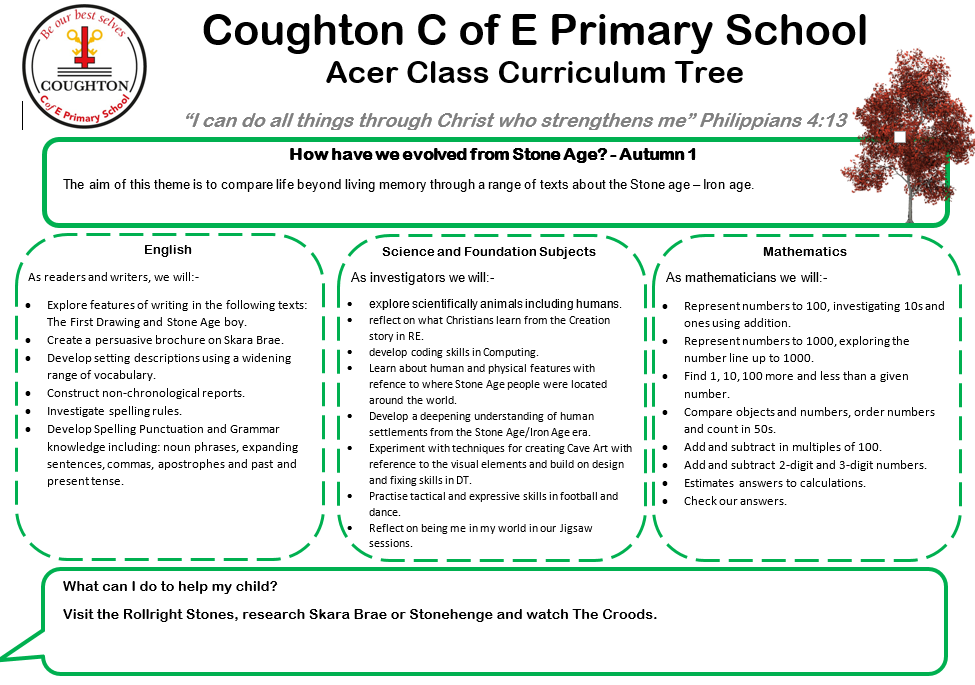 Be our best selves
COUGHTON
C of E Primary School
Coughton C of E Primary School
Acer Class Curriculum Tree
“I can do all things through Christ who strengthens me” Philippians 4:13
How have we evolved from Stone Age? - Autumn 1
The aim of this theme is to compare life beyond living memory through a range of texts about the Stone age – Iron age.
English
As readers and writers, we will:-
• Explore features of writing in the following texts:
The First Drawing and Stone Age boy.
• Create a persuasive brochure on Skara Brae.
• Develop setting descriptions using a widening
range of vocabulary.
• Construct non-chronological reports.
• Investigate spelling rules.
• Develop Spelling Punctuation and Grammar
knowledge including: noun phrases, expanding
sentences, commas, apostrophes and past and
present tense.
Science and Foundation Subjects
As investigators we will:-
• explore scientifically animals including humans.
• reflect on what Christians learn from the Creation
story in RE.
• develop coding skills in Computing.
• Learn about human and physical features with
refence to where Stone Age people were located
around the world.
• Develop a deepening understanding of human
settlements from the Stone Age/Iron Age era.
• Experiment with techniques for creating Cave Art with
reference to the visual elements and build on design
and fixing skills in DT.
• Practise tactical and expressive skills in football and
dance.
• Reflect on being me in my world in our Jigsaw
sessions.
Mathematics
As mathematicians we will:-
• Represent numbers to 100, investigating 10s and
ones using addition.
• Represent numbers to 1000, exploring the
number line up to 1000.
• Find 1, 10, 100 more and less than a given
number.
• Compare objects and numbers, order numbers
and count in 50s.
• Add and subtract in multiples of 100.
• Add and subtract 2-digit and 3-digit numbers.
• Estimates answers to calculations.
• Check our answers.
What can I do to help my child?
Visit the Rollright Stones, research Skara Brae or Stonehenge and watch The Croods.